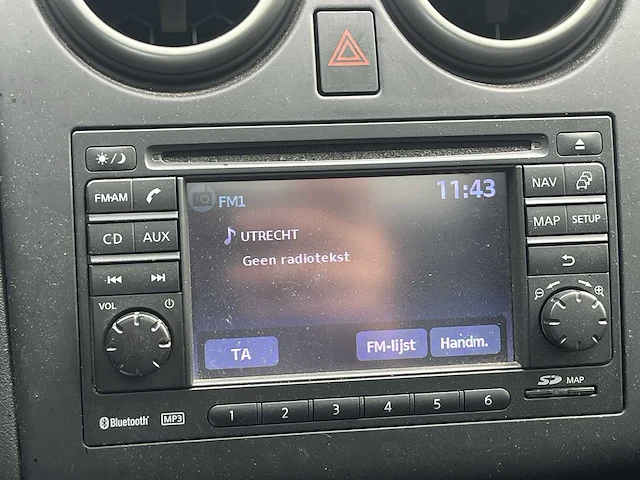 FM·AM
CD AUX
VOL
FM1 11:43
UTRECHT
Geen radiotekst
TA FM-lijst Handm.
NAV
MAP SETUP
SD MAP
Bluetooth MP3 1 2 3 4 5 6